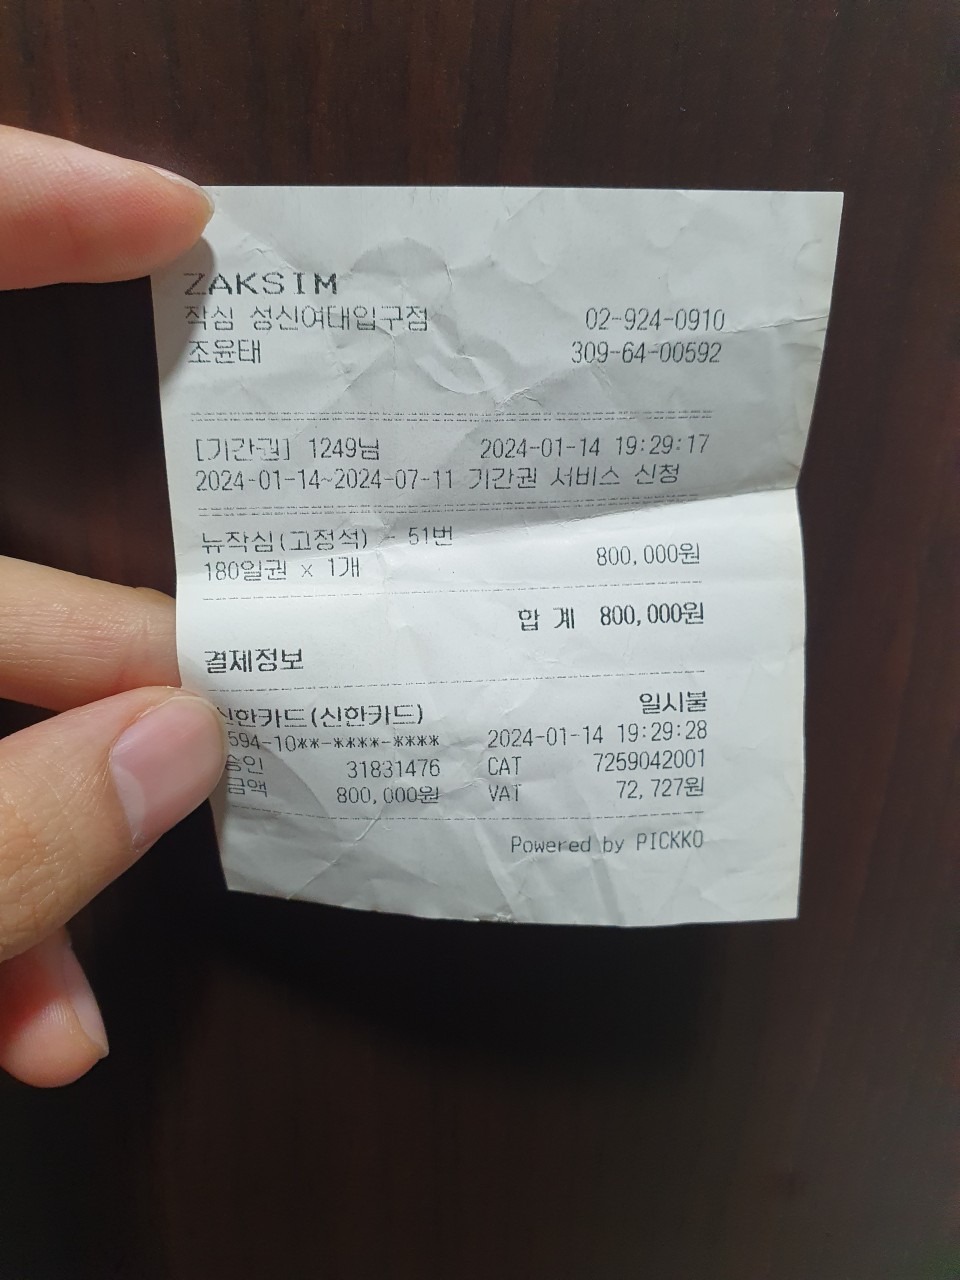 ZAKSIM
작심 성신여대입구점 02-924-0910
조윤태 309-64-00592
[기간권] 1249님 2024-01-14 19:29:17
2024-01-14~2024-07-11 기간권 서비스 신청
뉴작심(고정석) - 51번
180일권 x 1개 800,000원
합 계 800,000원
결제정보
신한카드(신한카드) 일시불
594-10**-****-**** 2024-01-14 19:29:28
승인 31831476 CAT 7259042001
금액 800,000원 VAT 72,727원
Powered by PICKKO